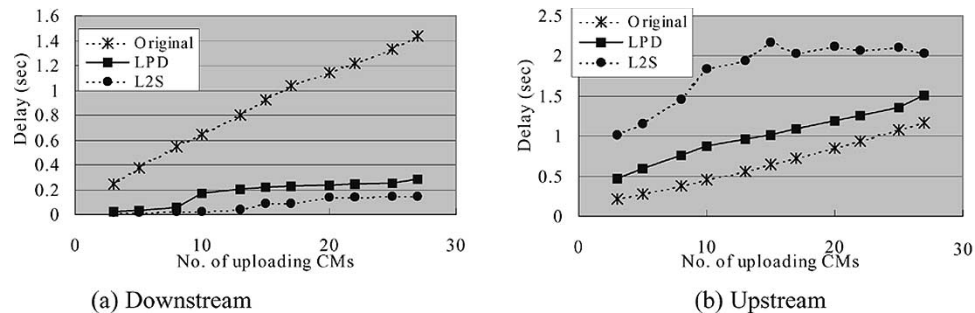 1.6
1.4
1.2
1
0.8
0.6
0.4
0.2
0
Delay (sec)
Original
LPD
L2S
0
10
20
30
No. of uploading CMs
(a) Downstream
2.5
2
1.5
1
0.5
0
Delay (sec)
Original
LPD
L2S
0
10
20
30
No. of uploading CMs
(b) Upstream